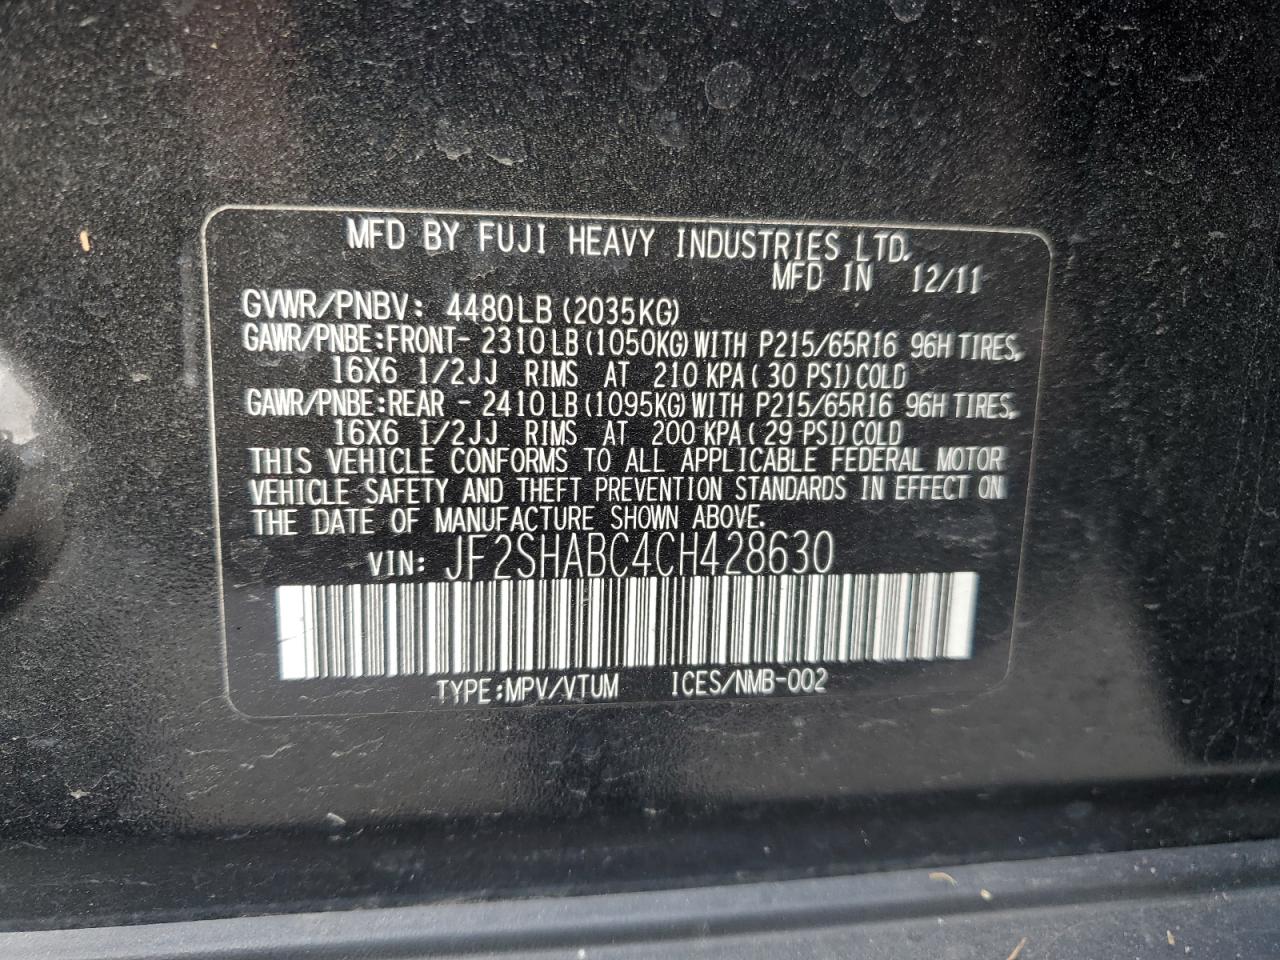 MFD BY FUJI HEAVY INDUSTRIES LTD.
MFD IN 12/11
GVWR/PNBV: 4480LB (2035KG)
GAWR/PNBE:FRONT- 2310LB(1050KG)WITH P215/65R16 96H TIRES,
16X6 1/2JJ RIMS AT 210 KPA(30 PSI)COLD
GAWR/PNBE:REAR - 2410LB(1095KG)WITH P215/65R16 96H TIRES,
16X6 1/2JJ RIMS AT 200 KPA(29 PSI)COLD
THIS VEHICLE CONFORMS TO ALL APPLICABLE FEDERAL MOTOR
VEHICLE SAFETY AND THEFT PREVENTION STANDARDS IN EFFECT ON
THE DATE OF MANUFACTURE SHOWN ABOVE.
VIN: JF2SHABC4CH428630
TYPE:MPV/VTUM ICES/NMB-002